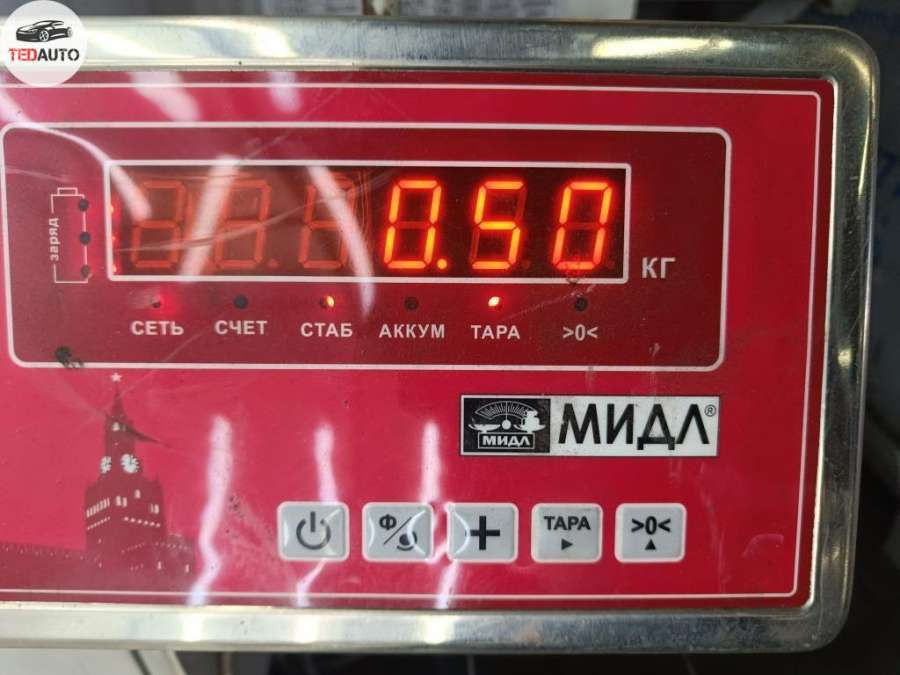 TEDAUTO
заряд
0.50
КГ
СЕТЬ СЧЕТ СТАБ АККУМ ТАРА >0<
МИДЛ МИДЛ®
Ф ТАРА >0<